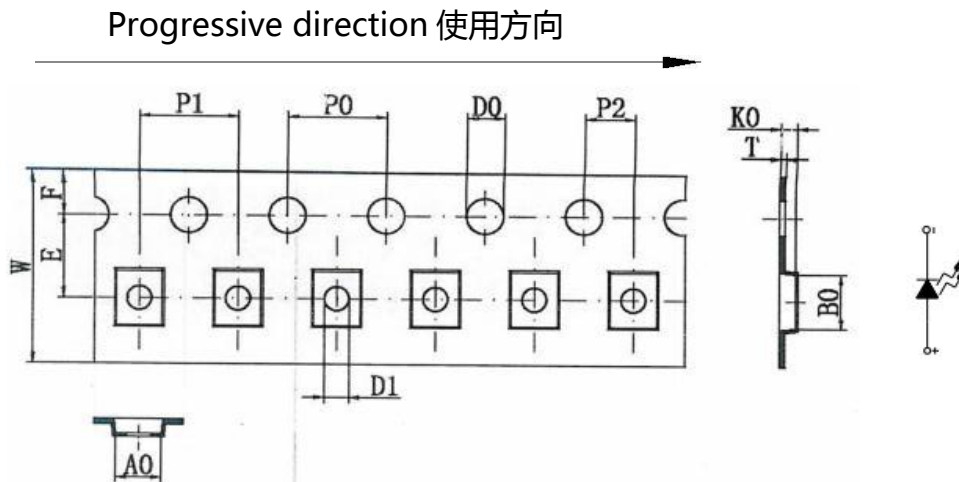 Progressive direction 使用方向
P1 P0 D0 P2
K0
T
F
E
W
B0
D1
A0